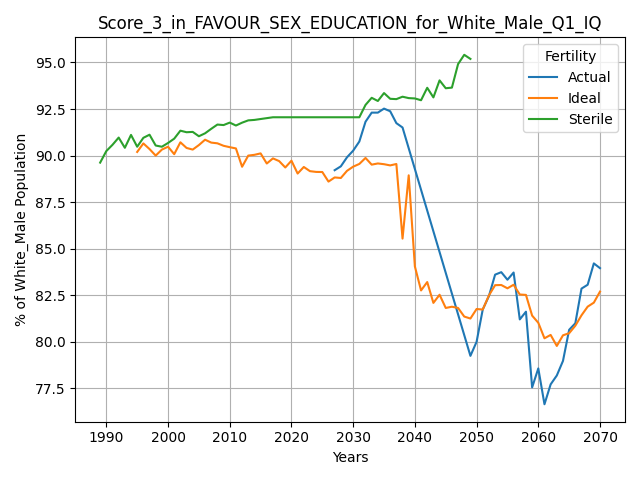 Score_3_in_FAVOUR_SEX_EDUCATION_for_White_Male_Q1_IQ
% of White_Male Population
95.0
92.5
90.0
87.5
85.0
82.5
80.0
77.5
Fertility
Actual
Ideal
Sterile
1990 2000 2010 2020 2030 2040 2050 2060 2070
Years